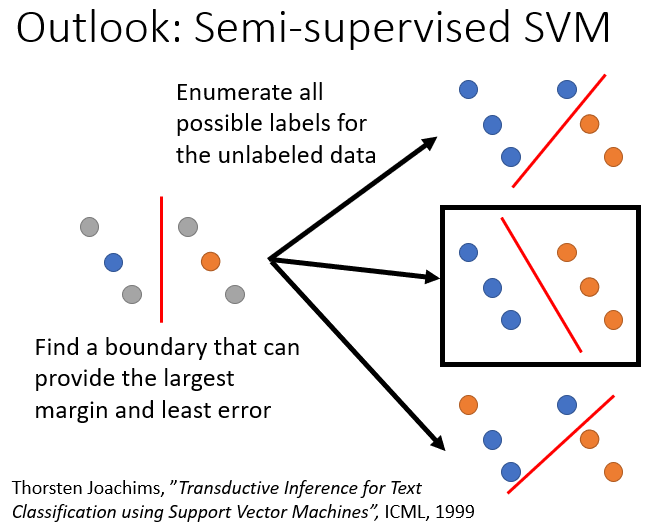 Outlook: Semi-supervised SVM
Enumerate all
possible labels for
the unlabeled data
Find a boundary that can
provide the largest
margin and least error
Thorsten Joachims, ”Transductive Inference for Text
Classification using Support Vector Machines”, ICML, 1999